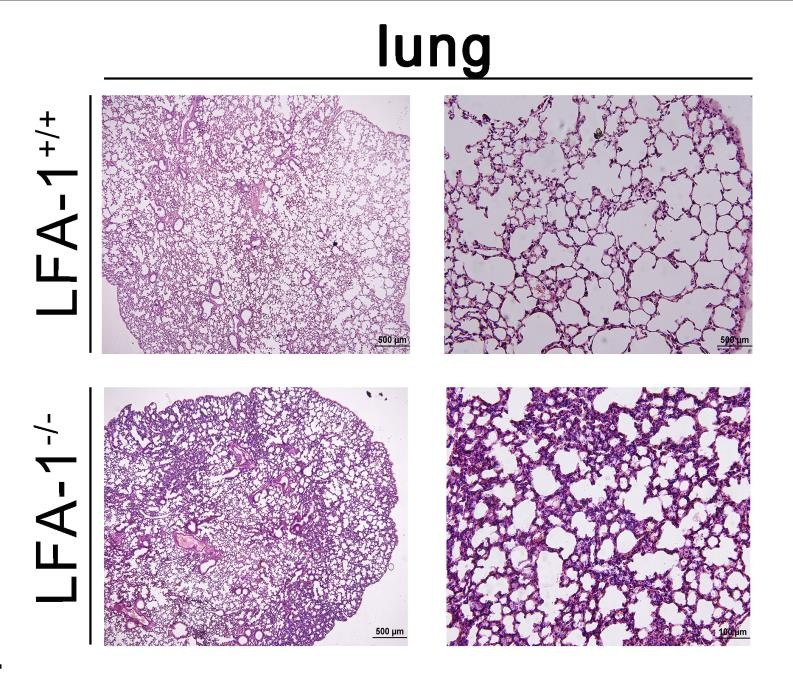 lung
LFA-1+/+
500 µm
500 µm
LFA-1-/-
500 µm
100 µm